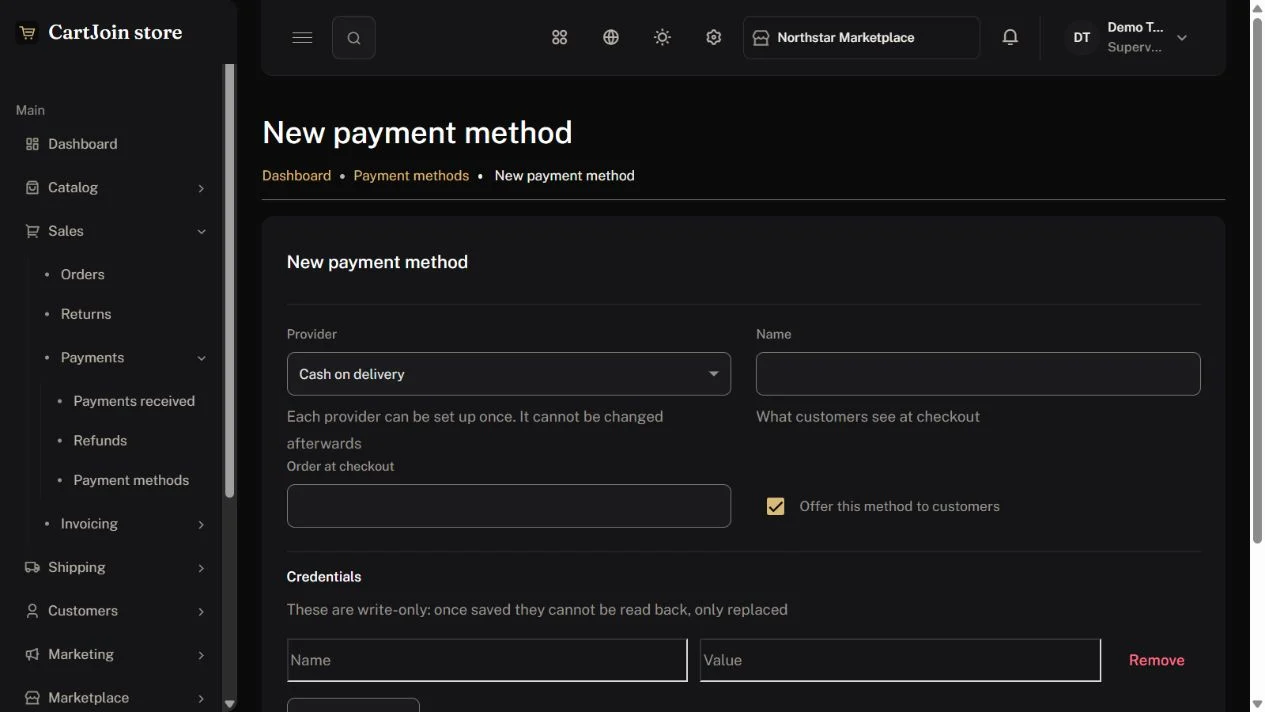 CartJoin store
Northstar Marketplace
DT
Demo T...
Superv...
Main
Dashboard
Catalog
Sales
Orders
Returns
Payments
Payments received
Refunds
Payment methods
Invoicing
Shipping
Customers
Marketing
Marketplace
New payment method
Dashboard • Payment methods • New payment method
New payment method
Provider
Cash on delivery
Each provider can be set up once. It cannot be changed
afterwards
Name
What customers see at checkout
Order at checkout
Offer this method to customers
Credentials
These are write-only: once saved they cannot be read back, only replaced
Name
Value
Remove